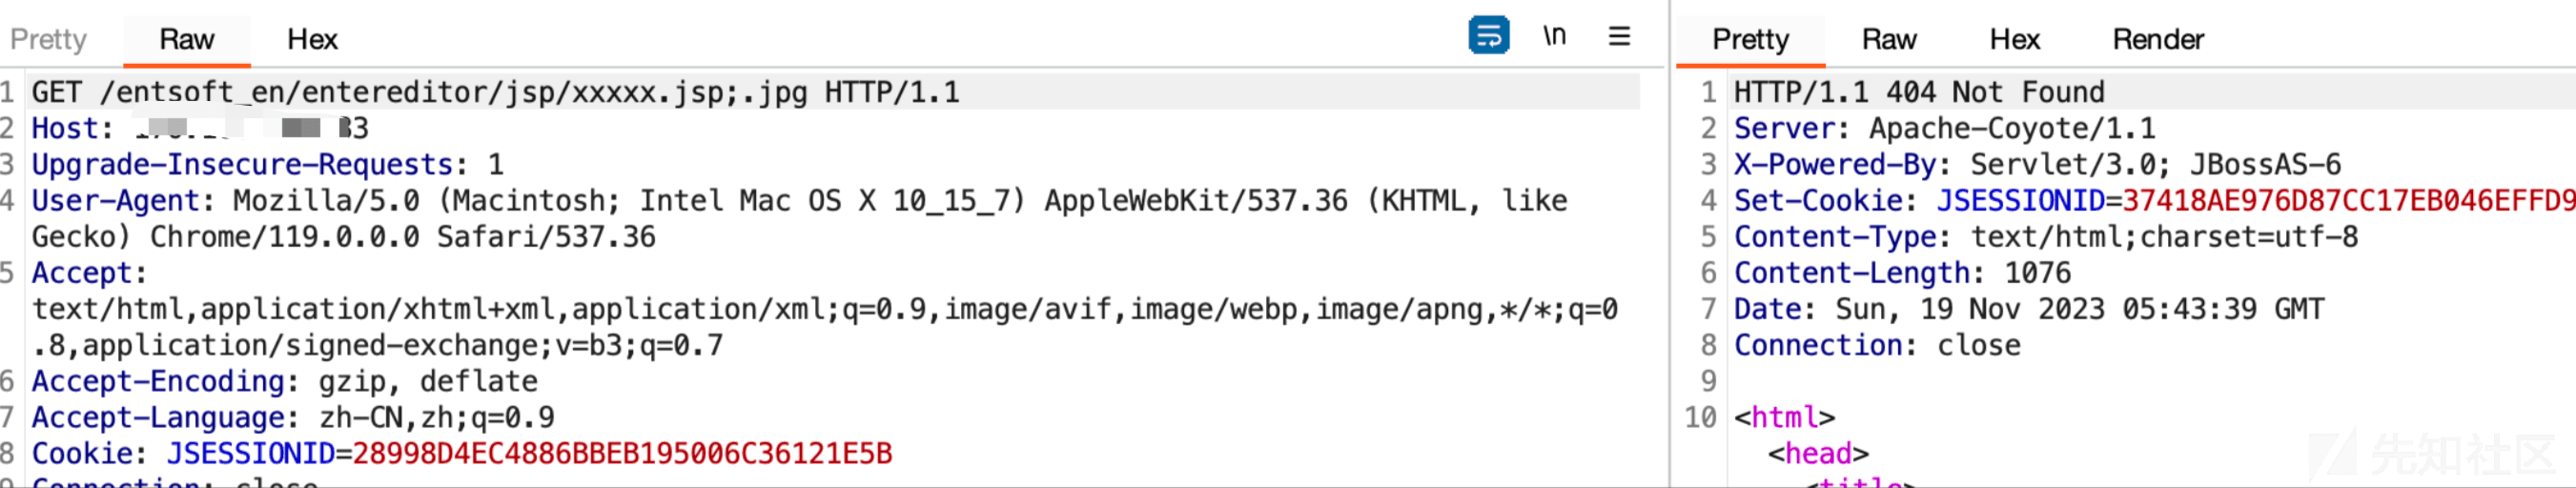 Pretty Raw Hex \n
1 GET /entsoft_en/entereditor/jsp/xxxxx.jsp;.jpg HTTP/1.1
2 Host:
3 Upgrade-Insecure-Requests: 1
4 User-Agent: Mozilla/5.0 (Macintosh; Intel Mac OS X 10_15_7) AppleWebKit/537.36 (KHTML, like
Gecko) Chrome/119.0.0.0 Safari/537.36
5 Accept:
text/html,application/xhtml+xml,application/xml;q=0.9,image/avif,image/webp,image/apng,*/*;q=0
.8,application/signed-exchange;v=b3;q=0.7
6 Accept-Encoding: gzip, deflate
7 Accept-Language: zh-CN,zh;q=0.9
8 Cookie: JSESSIONID=28998D4EC4886BBEB195006C36121E5B
9 Connection: close
Pretty Raw Hex Render
1 HTTP/1.1 404 Not Found
2 Server: Apache-Coyote/1.1
3 X-Powered-By: Servlet/3.0; JBossAS-6
4 Set-Cookie: JSESSIONID=37418AE976D87CC17EB046EFFD9
5 Content-Type: text/html;charset=utf-8
6 Content-Length: 1076
7 Date: Sun, 19 Nov 2023 05:43:39 GMT
8 Connection: close
9
10 <html>
<head>
<title>
先知社区